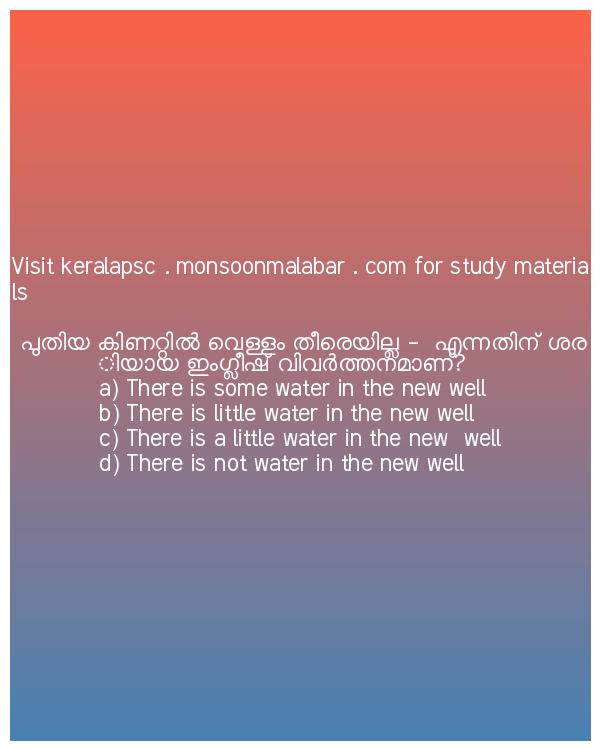 Visit keralapsc . monsoonmalabar . com for study materia
ls
പുതിയ കിണറ്റിൽ വെള്ളം തീരെയില്ല – എന്നതിന് ശര
ിയായ ഇംഗ്ലീഷ് വിവർത്തനമാണ്?
a) There is some water in the new well
b) There is little water in the new well
c) There is a little water in the new  well
d) There is not water in the new well